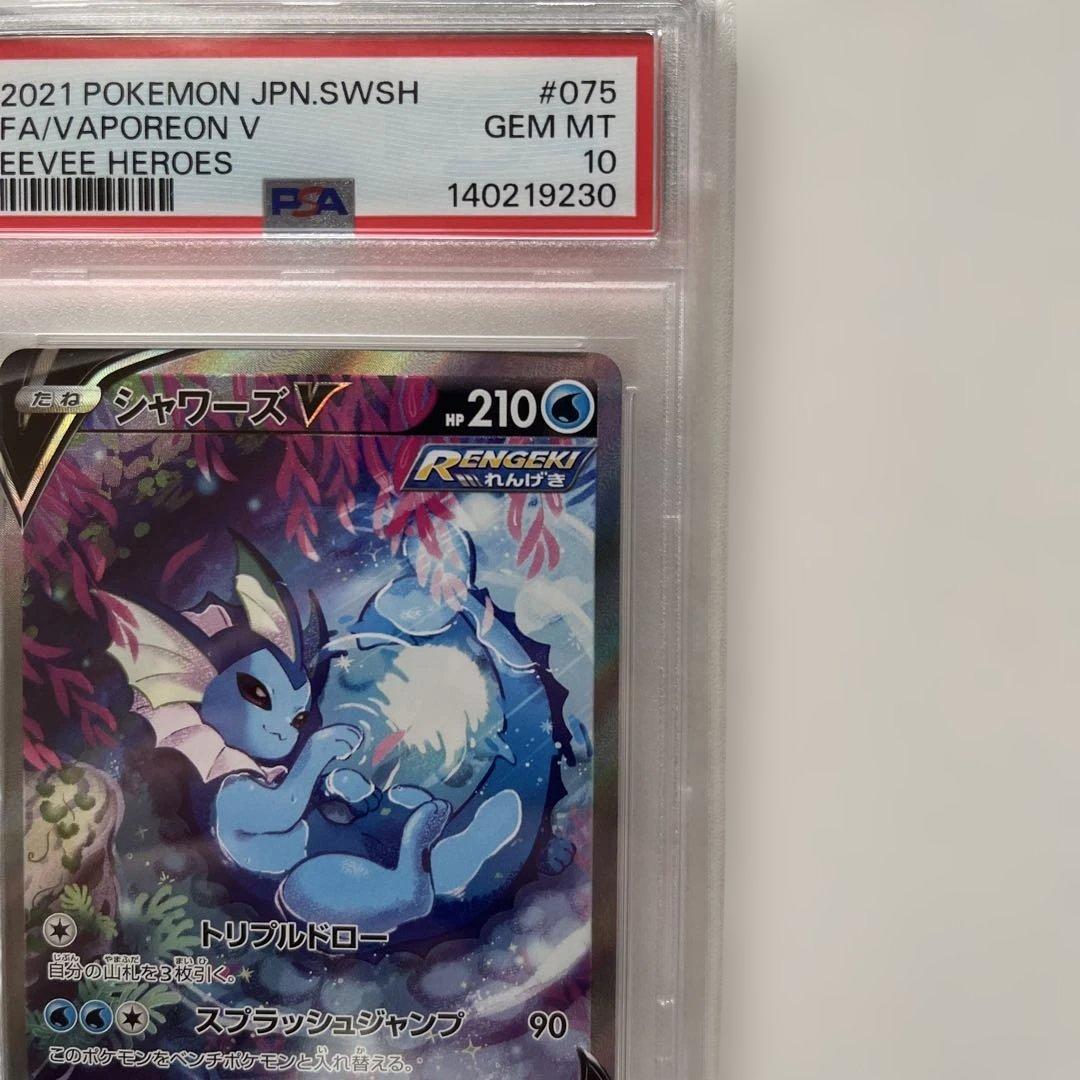 2021 POKEMON JPN.SWSH #075
FA/VAPOREON V GEM MT
EEVEE HEROES 10
PSA 140219230
たね シャワーズV HP 210
RENGEKI
れんげき
トリプルドロー
自分の山札を3枚引く。
スプラッシュジャンプ 90
このポケモンをベンチポケモンと入れ替える。